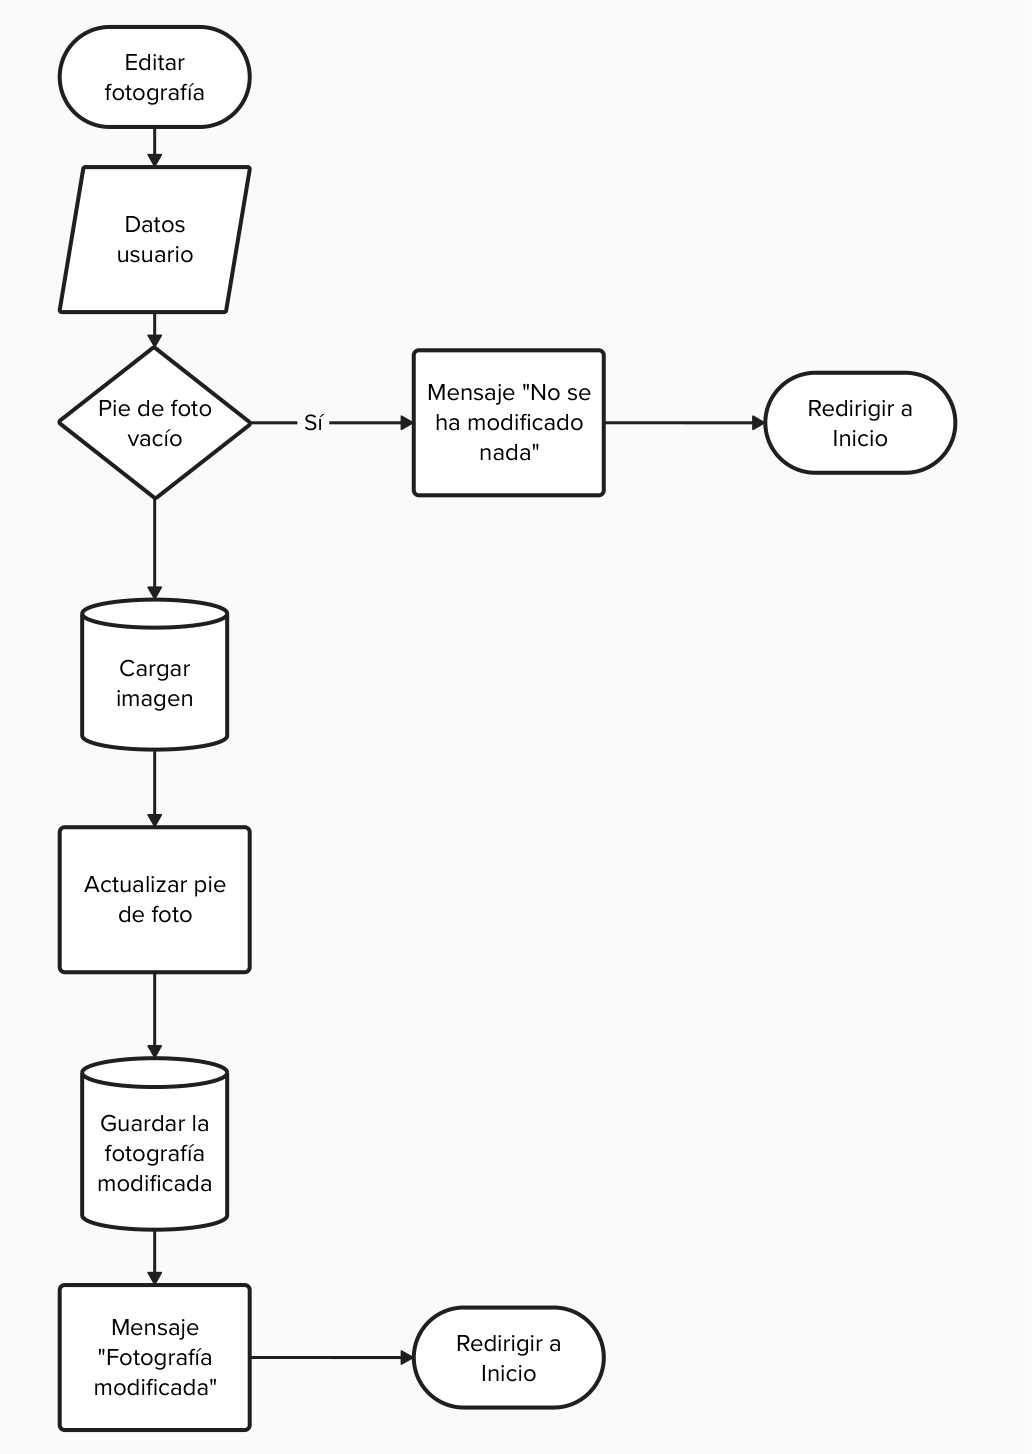 Editar
fotografía
Datos
usuario
Pie de foto
vacío
Sí
Mensaje "No se
ha modificado
nada"
Redirigir a
Inicio
Cargar
imagen
Actualizar pie
de foto
Guardar la
fotografía
modificada
Mensaje
"Fotografía
modificada"
Redirigir a
Inicio